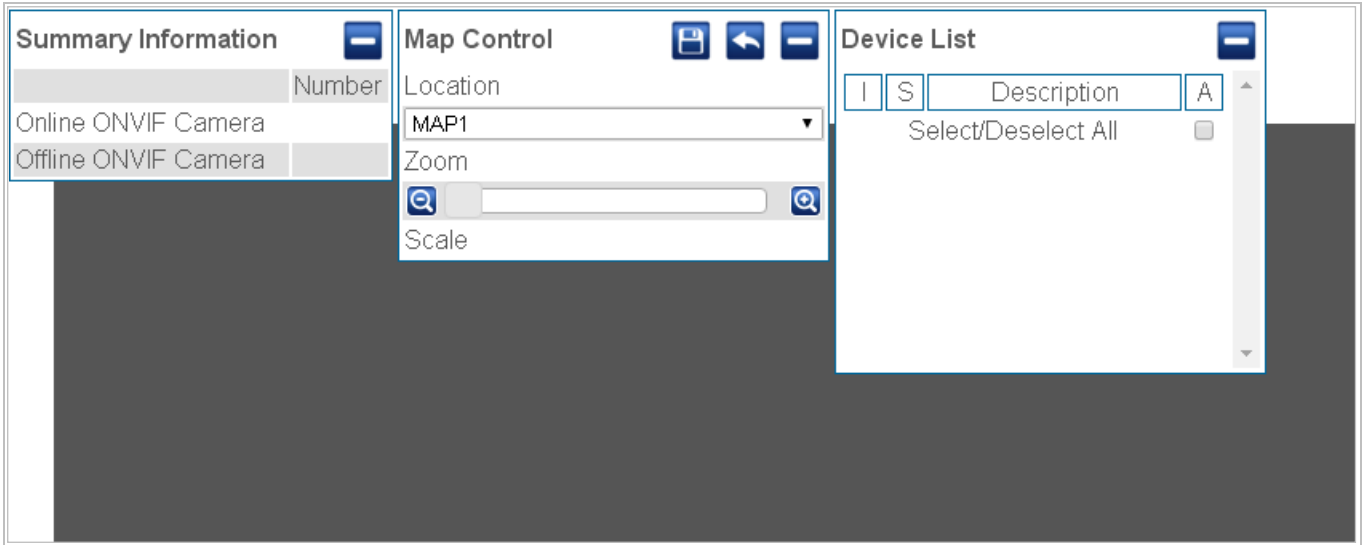 Summary Information
Number
Online ONVIF Camera
Offline ONVIF Camera
Map Control
Location
MAP1
Zoom
Scale
Device List
I S Description A
Select/Deselect All